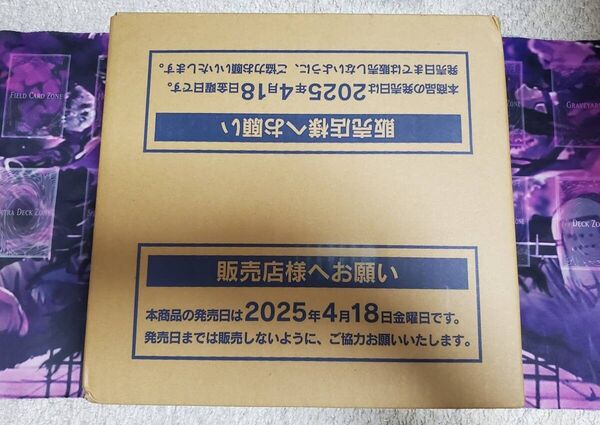 発売日までは販売しないように、ご協力お願いいたします。
本商品の発売日は2025年4月18日金曜日です。
販売店様へお願い
FIELD CARD ZONE
GRAVEYARD
EXTRA DECK ZONE
DECK ZONE
販売店様へお願い
本商品の発売日は2025年4月18日金曜日です。
発売日までは販売しないように、ご協力お願いいたします。